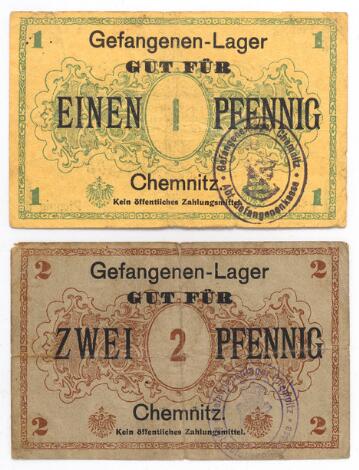 1 1
Gefangenen-Lager
GUT FÜR
EINEN 1 PFENNIG
Chemnitz.
Kein öffentliches Zahlungsmittel.
1
Chemnitz
2 2
Gefangenen-Lager
GUT FÜR
ZWEI 2 PFENNIG
Chemnitz.
Kein öffentliches Zahlungsmittel.
2 2